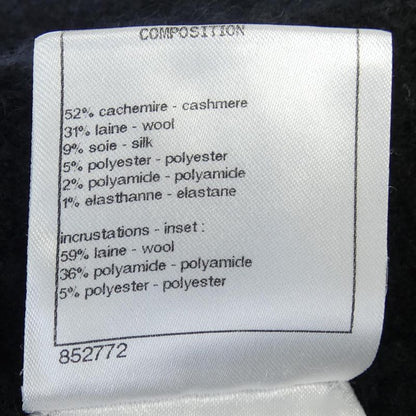 COMPOSITION
52% cachemire - cashmere
31% laine - wool
9% soie - silk
5% polyester - polyester
2% polyamide - polyamide
1% elasthanne - elastane
incrustations - inset :
59% laine - wool
36% polyamide - polyamide
5% polyester - polyester
852772